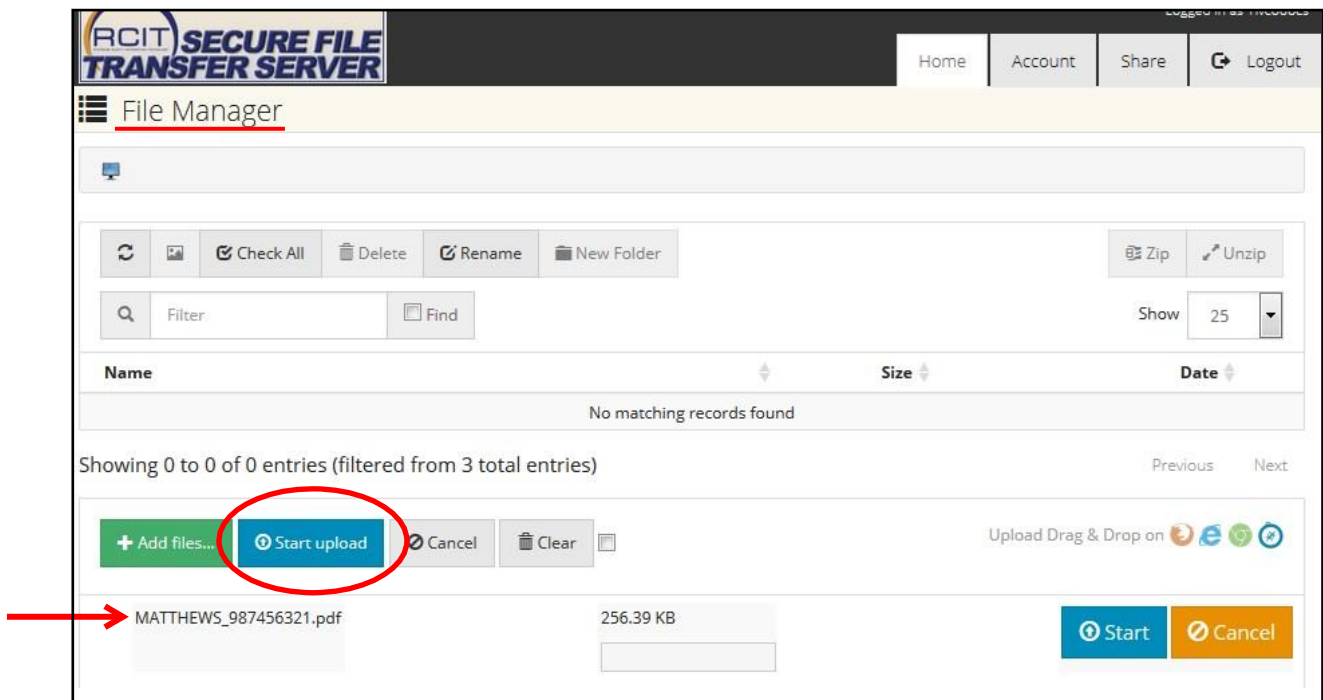 Logged in as
RCIT SECURE FILE
TRANSFER SERVER
Home Account Share Logout
File Manager
Check All Delete Rename New Folder Zip Unzip
Filter Find Show 25
Name Size Date
No matching records found
Showing 0 to 0 of 0 entries (filtered from 3 total entries) Previous Next
+ Add files... Start upload Cancel Clear Upload Drag & Drop on
MATTHEWS_987456321.pdf 256.39 KB Start Cancel